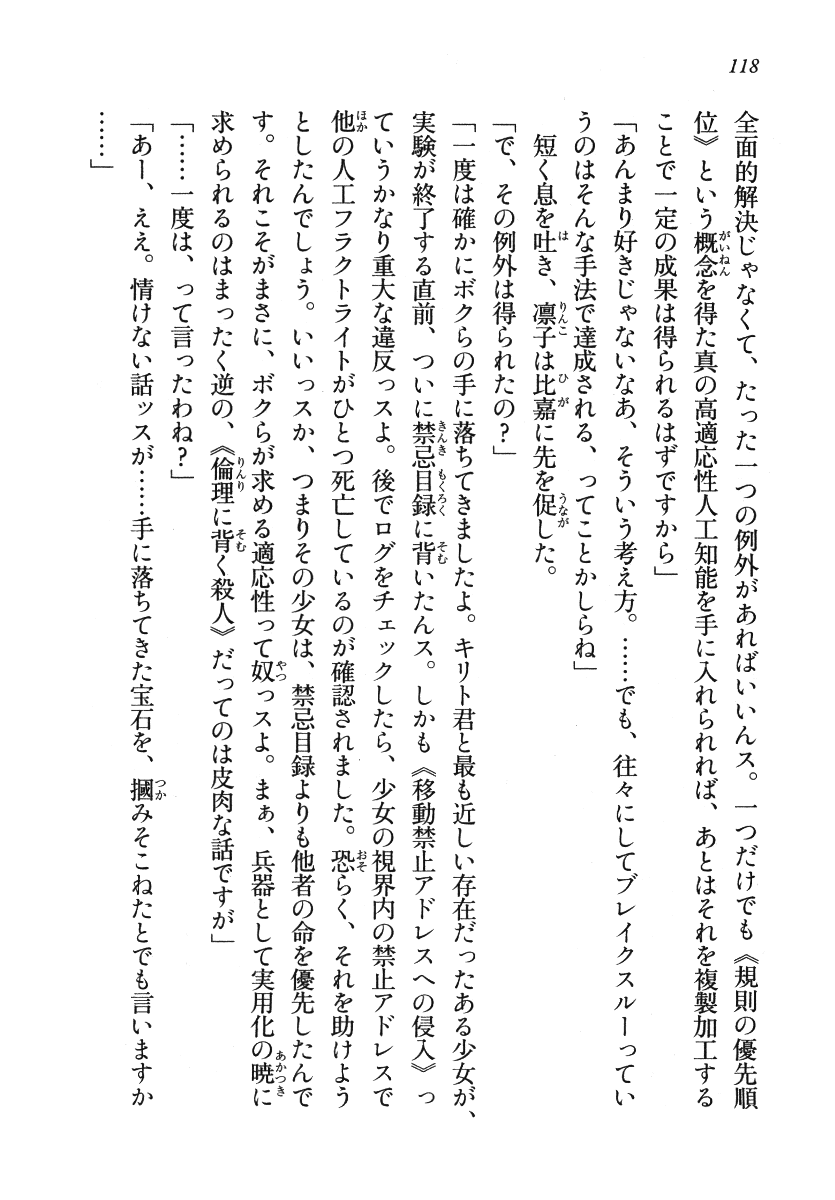 118
全面的解決じゃなくて、たった一つの例外があればいいんス。一つだけでも《規則の優先順
位》という概念を得た真の高適応性人工知能を手に入れられれば、あとはそれを複製加工する
ことで一定の成果は得られるはずですから」
「あんまり好きじゃないなあ、そういう考え方。……でも、往々にしてブレイクスルーってい
うのはそんな手法で達成される、ってことかしらね」
　短く息を吐き、凛子は比嘉に先を促した。
「で、その例外は得られたの？」
「一度は確かにボクらの手に落ちてきましたよ。キリト君と最も近しい存在だったある少女が、
実験が終了する直前、ついに禁忌目録に背いたんス。しかも《移動禁止アドレスへの侵入》っ
ていうかなり重大な違反っスよ。後でログをチェックしたら、少女の視界内の禁止アドレスで
他の人工フラクトライトがひとつ死亡しているのが確認されました。恐らく、それを助けよう
としたんでしょう。いいっスか、つまりその少女は、禁忌目録よりも他者の命を優先したんで
す。それこそがまさに、ボクらが求める適応性って奴っスよ。まぁ、兵器として実用化の暁に
求められるのはまったく逆の、《倫理に背く殺人》だってのは皮肉な話ですが」
「……一度は、って言ったわね？」
「あー、ええ。情けない話ッスが……手に落ちてきた宝石を、摑みそこねたとでも言いますか
……」